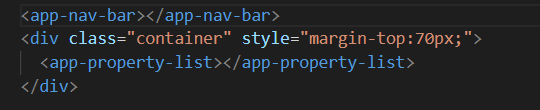 <app-nav-bar></app-nav-bar>
<div class="container" style="margin-top:70px;">
  <app-property-list></app-property-list>
</div>